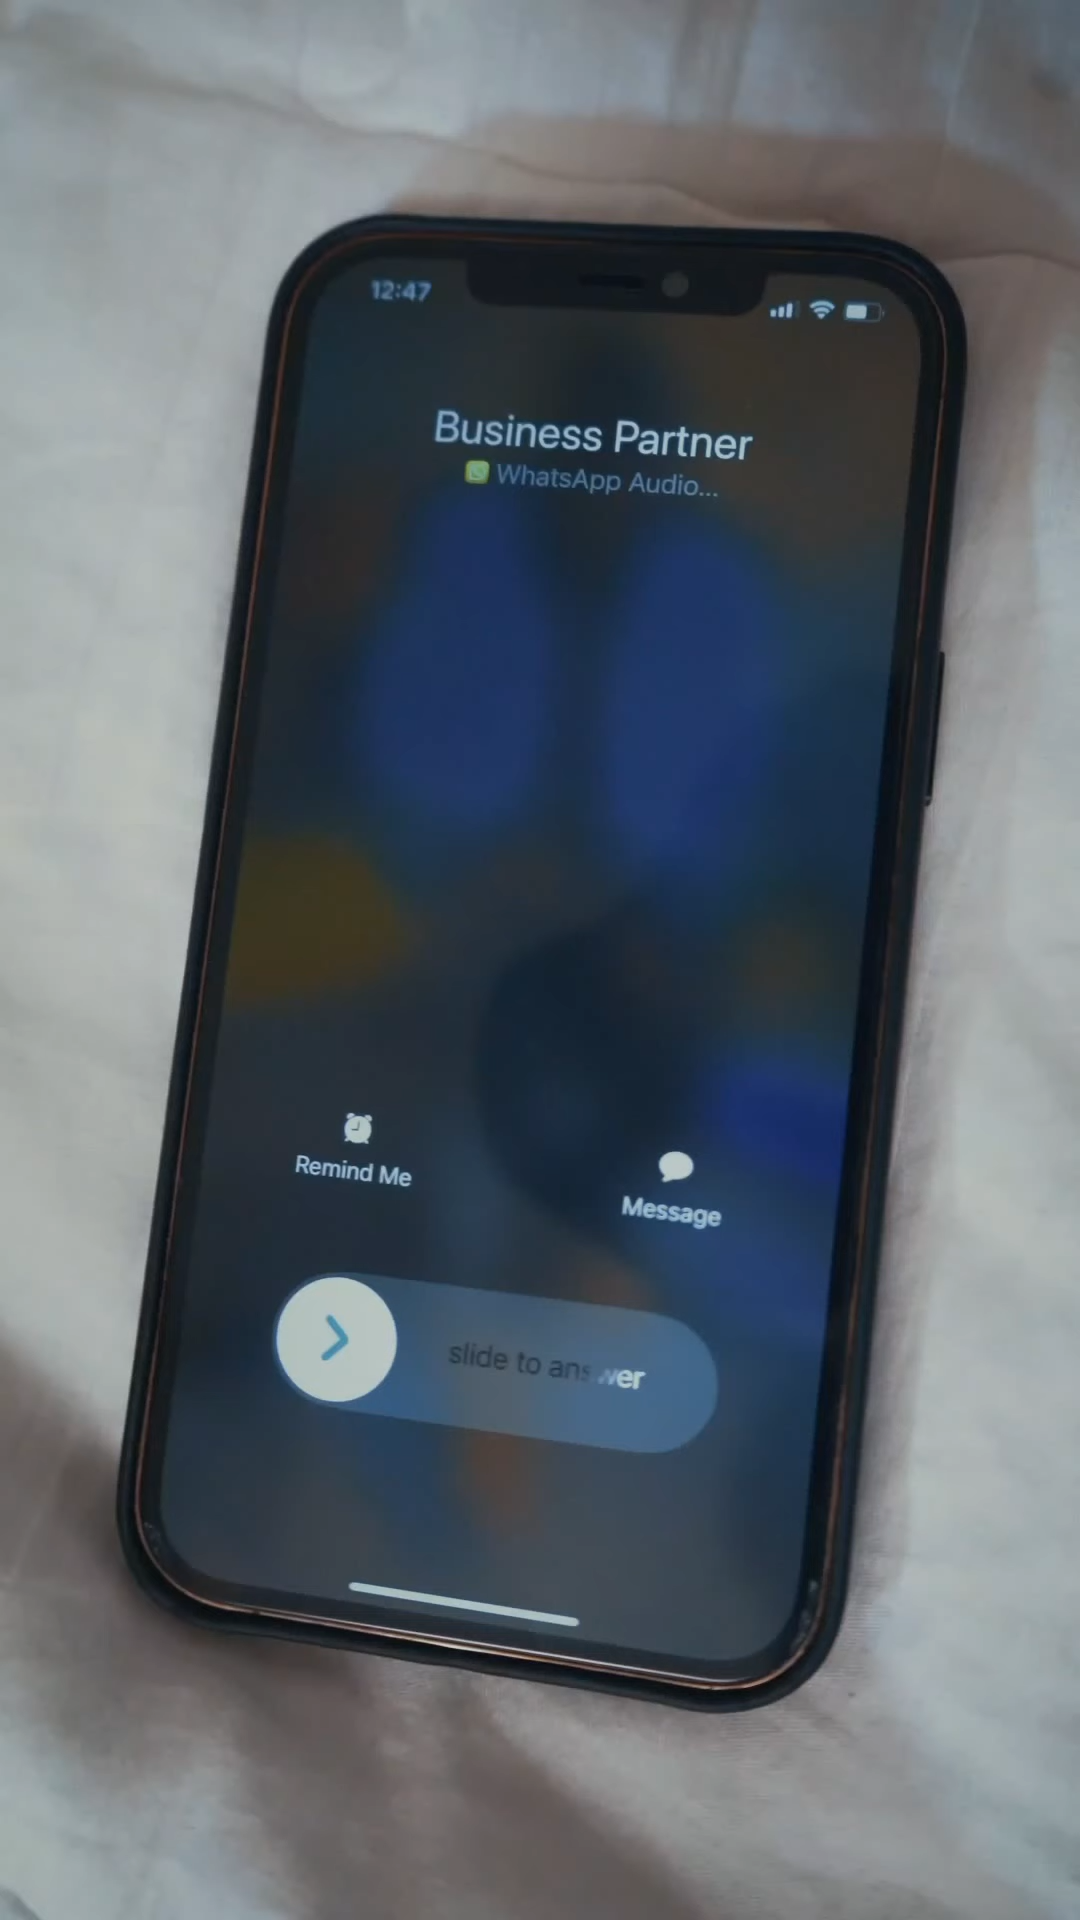 12:47
Business Partner
WhatsApp Audio...
Remind Me
Message
slide to answer